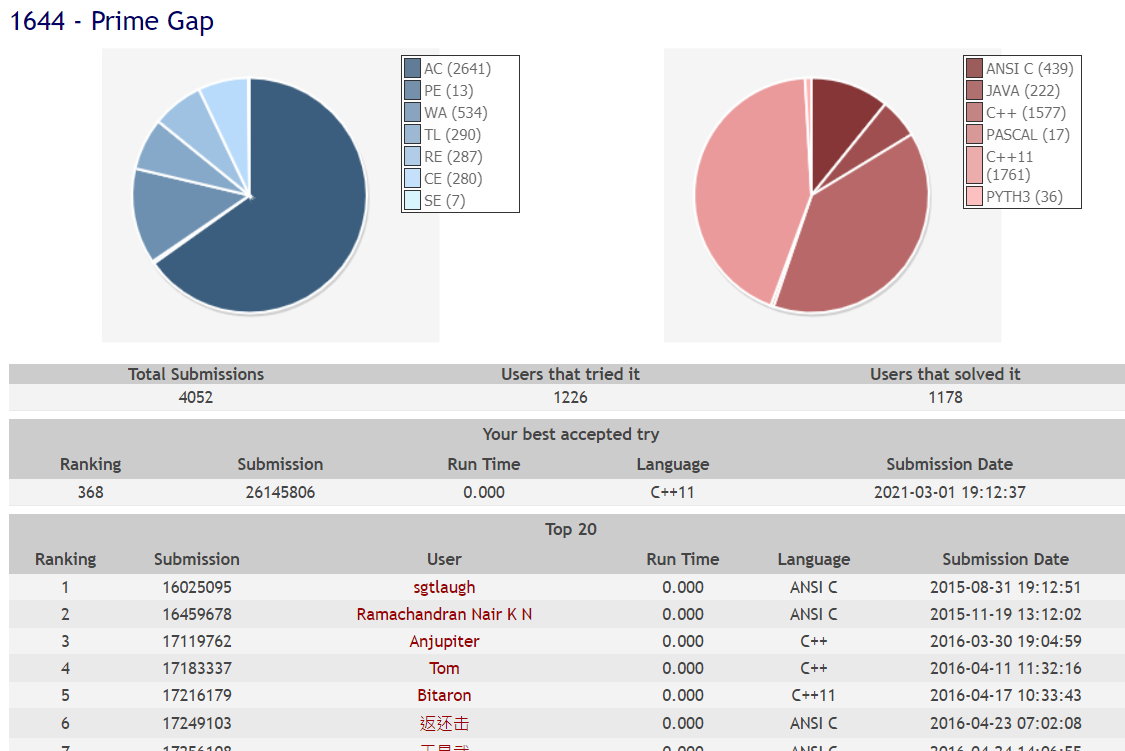 1644 - Prime Gap
AC (2641)
PE (13)
WA (534)
TL (290)
RE (287)
CE (280)
SE (7)
ANSI C (439)
JAVA (222)
C++ (1577)
PASCAL (17)
C++11
(1761)
PYTH3 (36)
Total Submissions Users that tried it Users that solved it
4052 1226 1178
Your best accepted try
Ranking Submission Run Time Language Submission Date
368 26145806 0.000 C++11 2021-03-01 19:12:37
Top 20
Ranking Submission User Run Time Language Submission Date
1 16025095 sgtlaugh 0.000 ANSI C 2015-08-31 19:12:51
2 16459678 Ramachandran Nair K N 0.000 ANSI C 2015-11-19 13:12:02
3 17119762 Anjupiter 0.000 C++ 2016-03-30 19:04:59
4 17183337 Tom 0.000 C++ 2016-04-11 11:32:16
5 17216179 Bitaron 0.000 C++11 2016-04-17 10:33:43
6 17249103 返还击 0.000 ANSI C 2016-04-23 07:02:08